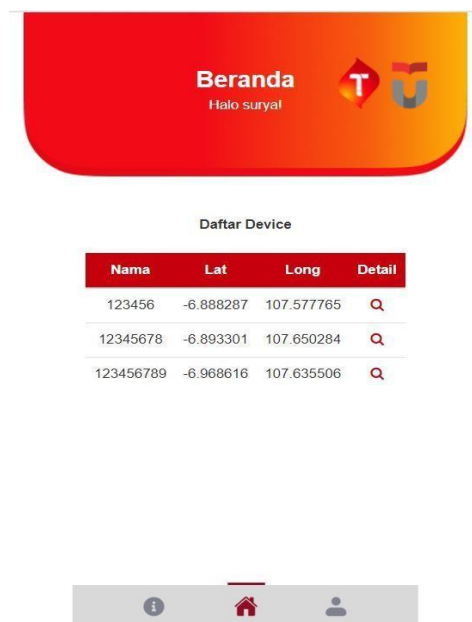 Beranda
Halo surya!
T
Daftar Device
Nama Lat Long Detail
123456 -6.888287 107.577765
12345678 -6.893301 107.650284
123456789 -6.968616 107.635506